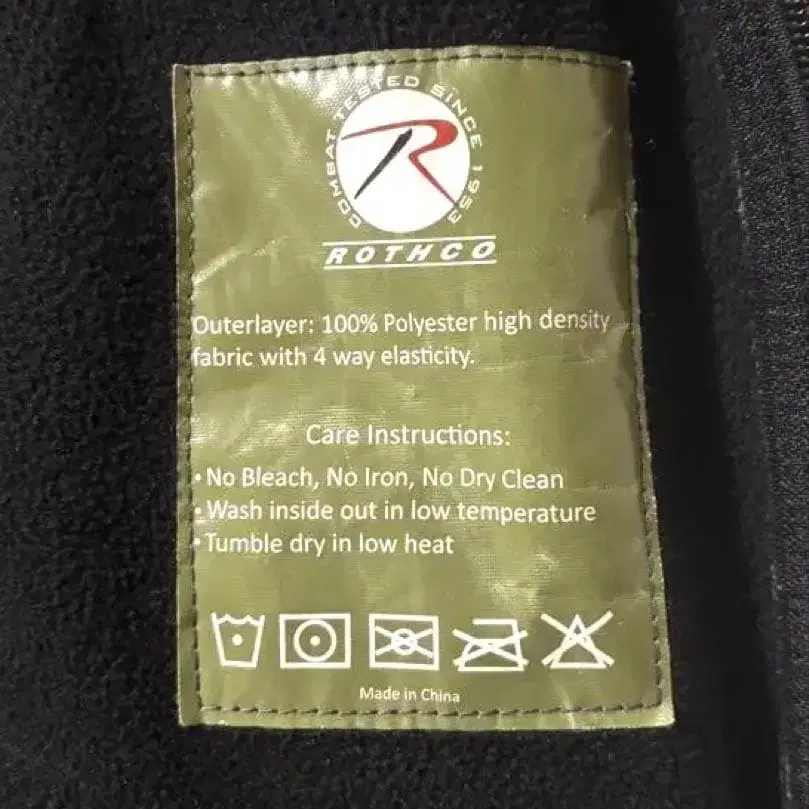 COMBAT TESTED SINCE 1953
ROTHCO
Outerlayer: 100% Polyester high density
fabric with 4 way elasticity.
Care Instructions:
• No Bleach, No Iron, No Dry Clean
• Wash inside out in low temperature
• Tumble dry in low heat
Made in China